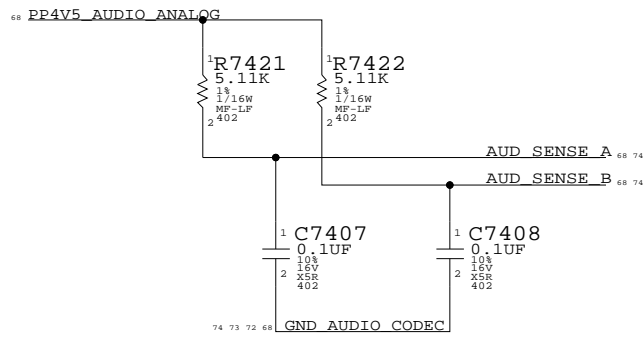 68 PP4V5_AUDIO_ANALOG
1 R7421
5.11K
1%
1/16W
MF-LF
2 402
1 R7422
5.11K
1%
1/16W
MF-LF
2 402
AUD_SENSE_A 68 74
AUD_SENSE_B 68 74
1 C7407
0.1UF
10%
16V
2 X5R
402
1 C7408
0.1UF
10%
16V
2 X5R
402
74 73 72 68 GND_AUDIO_CODEC